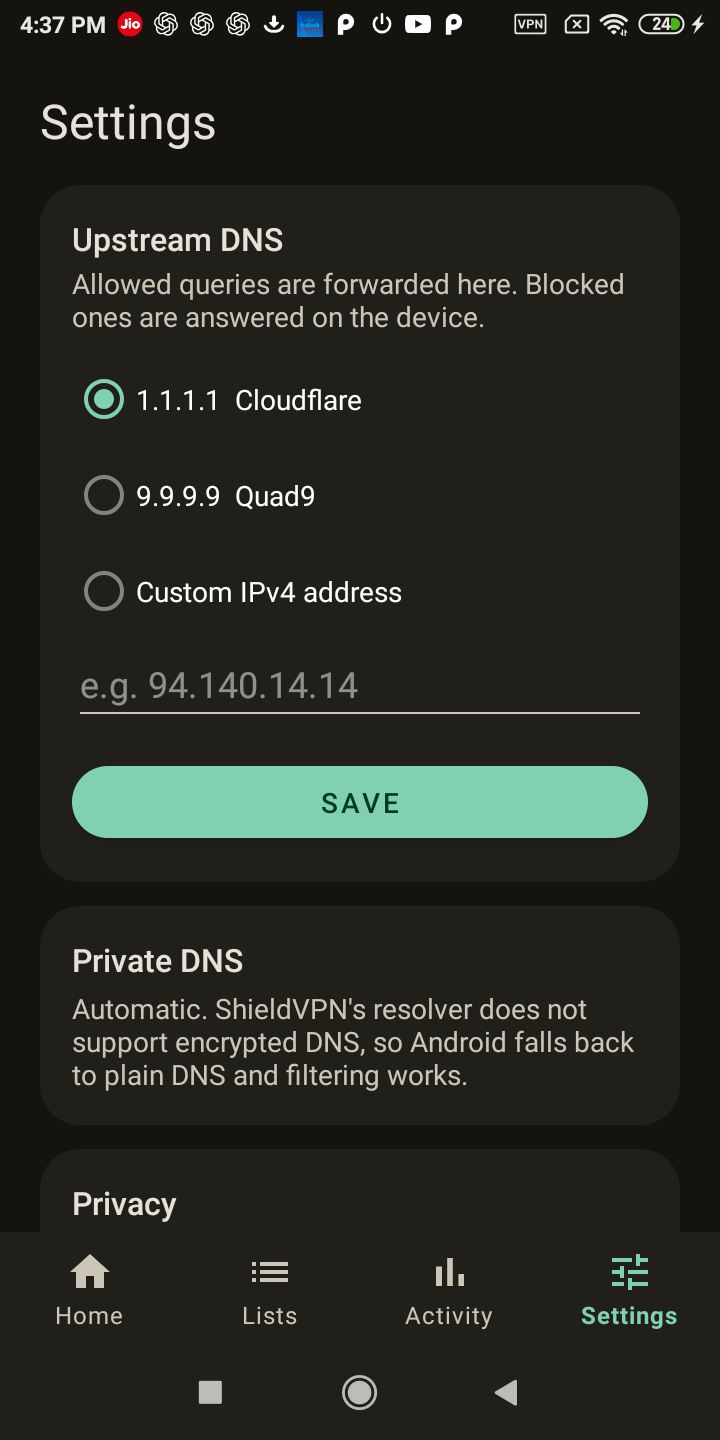 4:37 PM Jio VPN 24
Settings
Upstream DNS
Allowed queries are forwarded here. Blocked
ones are answered on the device.
1.1.1.1 Cloudflare
9.9.9.9 Quad9
Custom IPv4 address
e.g. 94.140.14.14
SAVE
Private DNS
Automatic. ShieldVPN's resolver does not
support encrypted DNS, so Android falls back
to plain DNS and filtering works.
Privacy
Home Lists Activity Settings